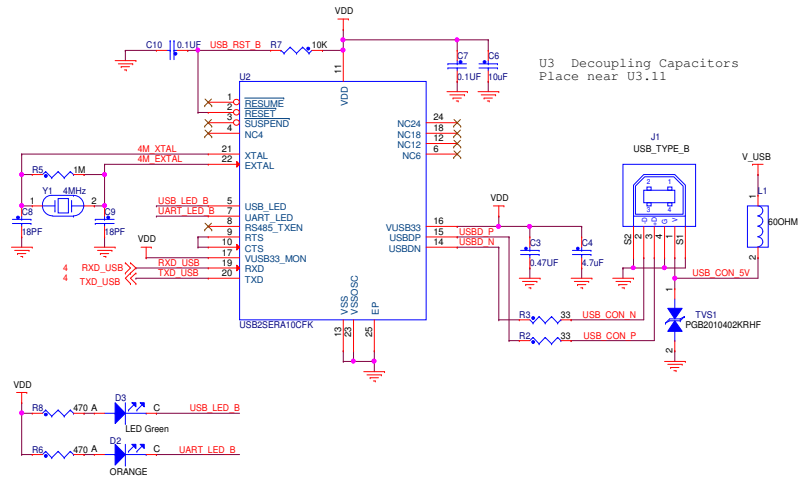 VDD
C10 0.1UF USB_RST_B R7 10K
C7
0.1UF
C6
10uF
U3 Decoupling Capacitors
Place near U3.11
U2
11
VDD
1 RESUME
2 RESET
3 SUSPEND
4 NC4
NC24 24
NC18 18
NC12 12
NC6 6
4M_XTAL 21 XTAL
4M_EXTAL 22 EXTAL
R5 1M
1 Y1 4MHz 2
C8
18PF
C9
18PF
USB_LED_B 5 USB_LED
UART_LED_B 7 UART_LED
8 RS485_TXEN
9 RTS
10 CTS
VDD
17 VUSB33_MON
4 RXD_USB RXD_USB 19 RXD
4 TXD_USB TXD_USB 20 TXD
VUSB33 16
USBDP 15 USBD_P
USBDN 14 USBD_N
VDD
C3
0.47UF
C4
4.7uF
VSS
VSSOSC
EP
13
23
25
USB2SERA10CFK
J1
USB_TYPE_B
2 1
3 4
D D G V
S2 2 3 4 1 S1
V_USB
1
L1
60OHM
2
USB_CON_5V
1
TVS1
PGB2010402KRHF
2
R3 33 USB_CON_N
R2 33 USB_CON_P
VDD
R8 470 A D3 C USB_LED_B
LED Green
R6 470 A D2 C UART_LED_B
ORANGE